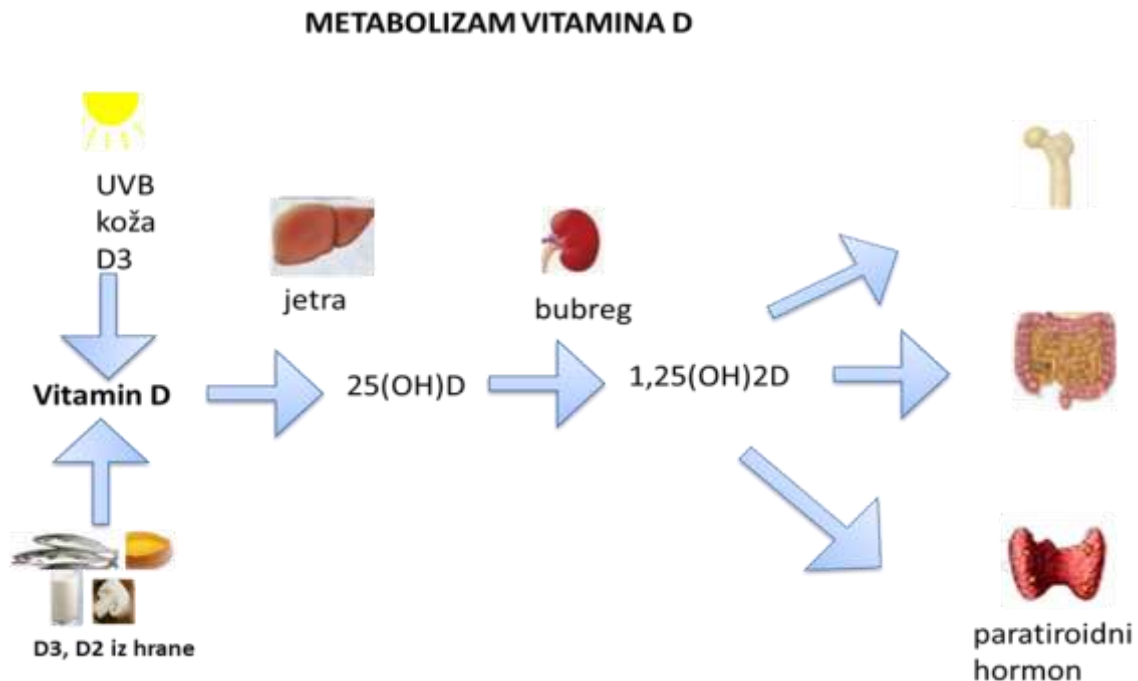 METABOLIZAM VITAMINA D
UVB
koža
D3
jetra
bubreg
Vitamin D
25(OH)D
1,25(OH)2D
D3, D2 iz hrane
paratiroidni
hormon